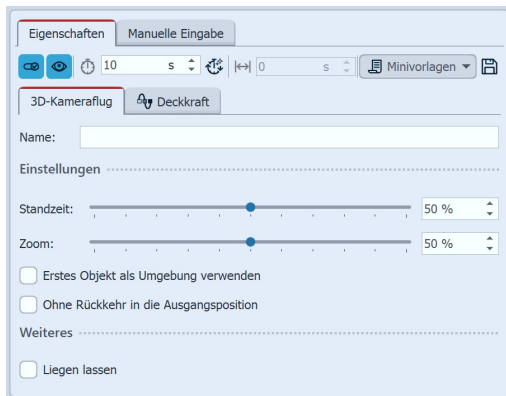 Eigenschaften Manuelle Eingabe
10 s 0 s Minivorlagen
3D-Kameraflug Deckkraft
Name:
Einstellungen
Standzeit: 50 %
Zoom: 50 %
Erstes Objekt als Umgebung verwenden
Ohne Rückkehr in die Ausgangsposition
Weiteres
Liegen lassen